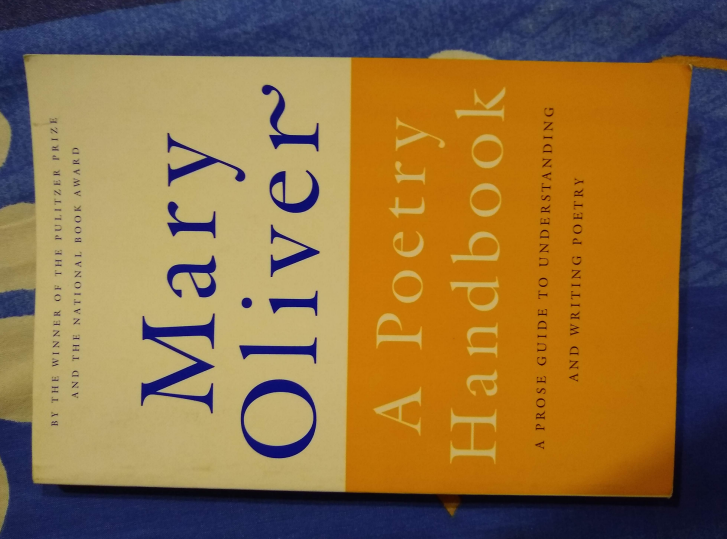 BY THE WINNER OF THE PULITZER PRIZE
AND THE NATIONAL BOOK AWARD
Mary
Oliver
A Poetry
Handbook
A PROSE GUIDE TO UNDERSTANDING
AND WRITING POETRY